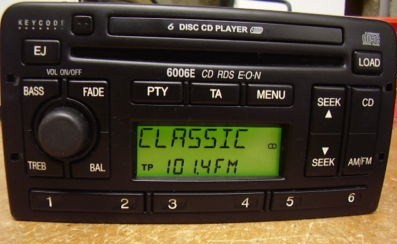 KEYCODE
6 DISC CD PLAYER
EJ
LOAD
VOL ON/OFF
6006E CD RDS E·O·N
BASS FADE
PTY TA MENU
SEEK CD
CLASSIC CD
TP 101.4FM
TREB BAL
SEEK AM/FM
1 2 3 4 5 6